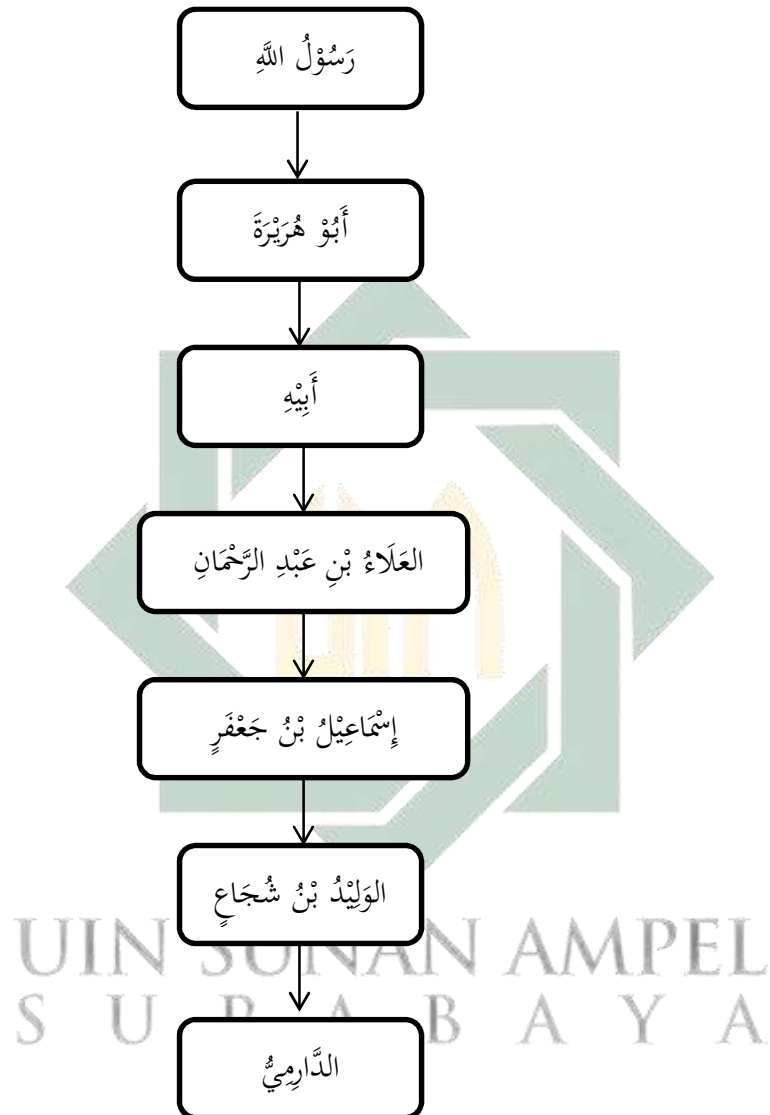 رَسُوْلُ اللَّهِ
أَبُوْ هُرَيْرَةَ
أَبِيْهِ
العَلَاءُ بْنِ عَبْدِ الرَّحْمَانِ
إِسْمَاعِيْلُ بْنُ جَعْفَرٍ
الوَلِيْدُ بْنُ شُجَاعٍ
UIN SUNAN AMPEL
S U R A B A Y A
الدَّارِمِيُّ